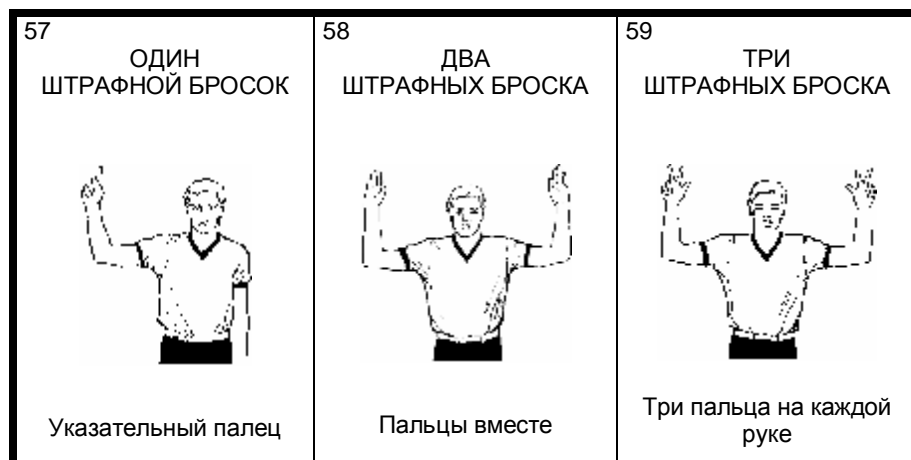 57
ОДИН
ШТРАФНОЙ БРОСОК
Указательный палец
58
ДВА
ШТРАФНЫХ БРОСКА
Пальцы вместе
59
ТРИ
ШТРАФНЫХ БРОСКА
Три пальца на каждой
руке